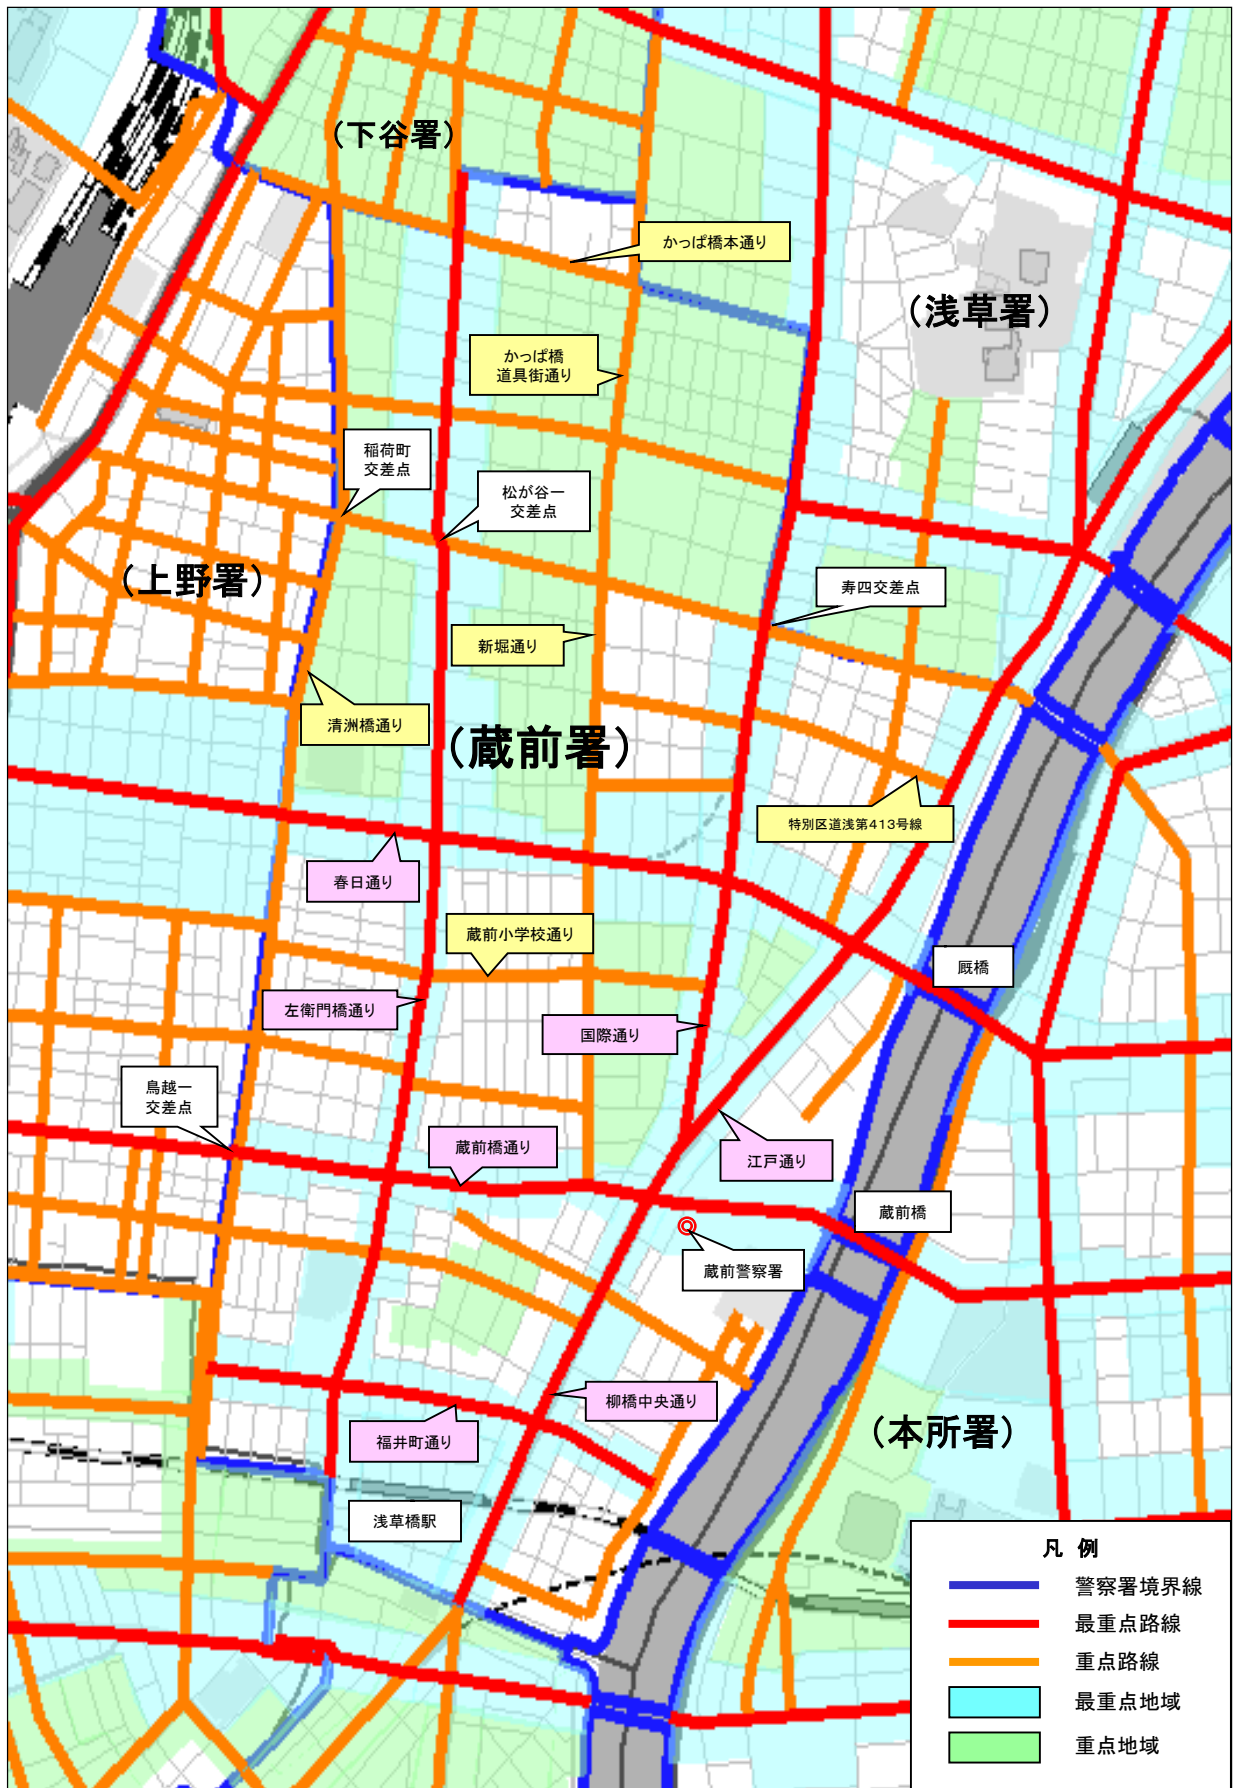 （下谷署）
かっぱ橋本通り
（浅草署）
かっぱ橋
道具街通り
稲荷町
交差点
松が谷一
交差点
（上野署）
寿四交差点
新堀通り
清洲橋通り
（蔵前署）
特別区道浅第413号線
春日通り
蔵前小学校通り
厩橋
左衛門橋通り
国際通り
鳥越一
交差点
蔵前橋通り
江戸通り
蔵前橋
蔵前警察署
柳橋中央通り
福井町通り
（本所署）
浅草橋駅
凡 例
警察署境界線
最重点路線
重点路線
最重点地域
重点地域